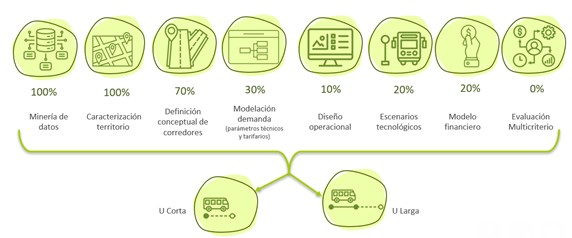 100%
Minería de
datos
100%
Caracterización
territorio
70%
Definición
conceptual de
corredores
30%
Modelación
demanda
(parámetros técnicos
y tarifarios)
10%
Diseño
operacional
20%
Escenarios
tecnológicos
20%
Modelo
financiero
0%
Evaluación
Multicriterio
U Corta
U Larga